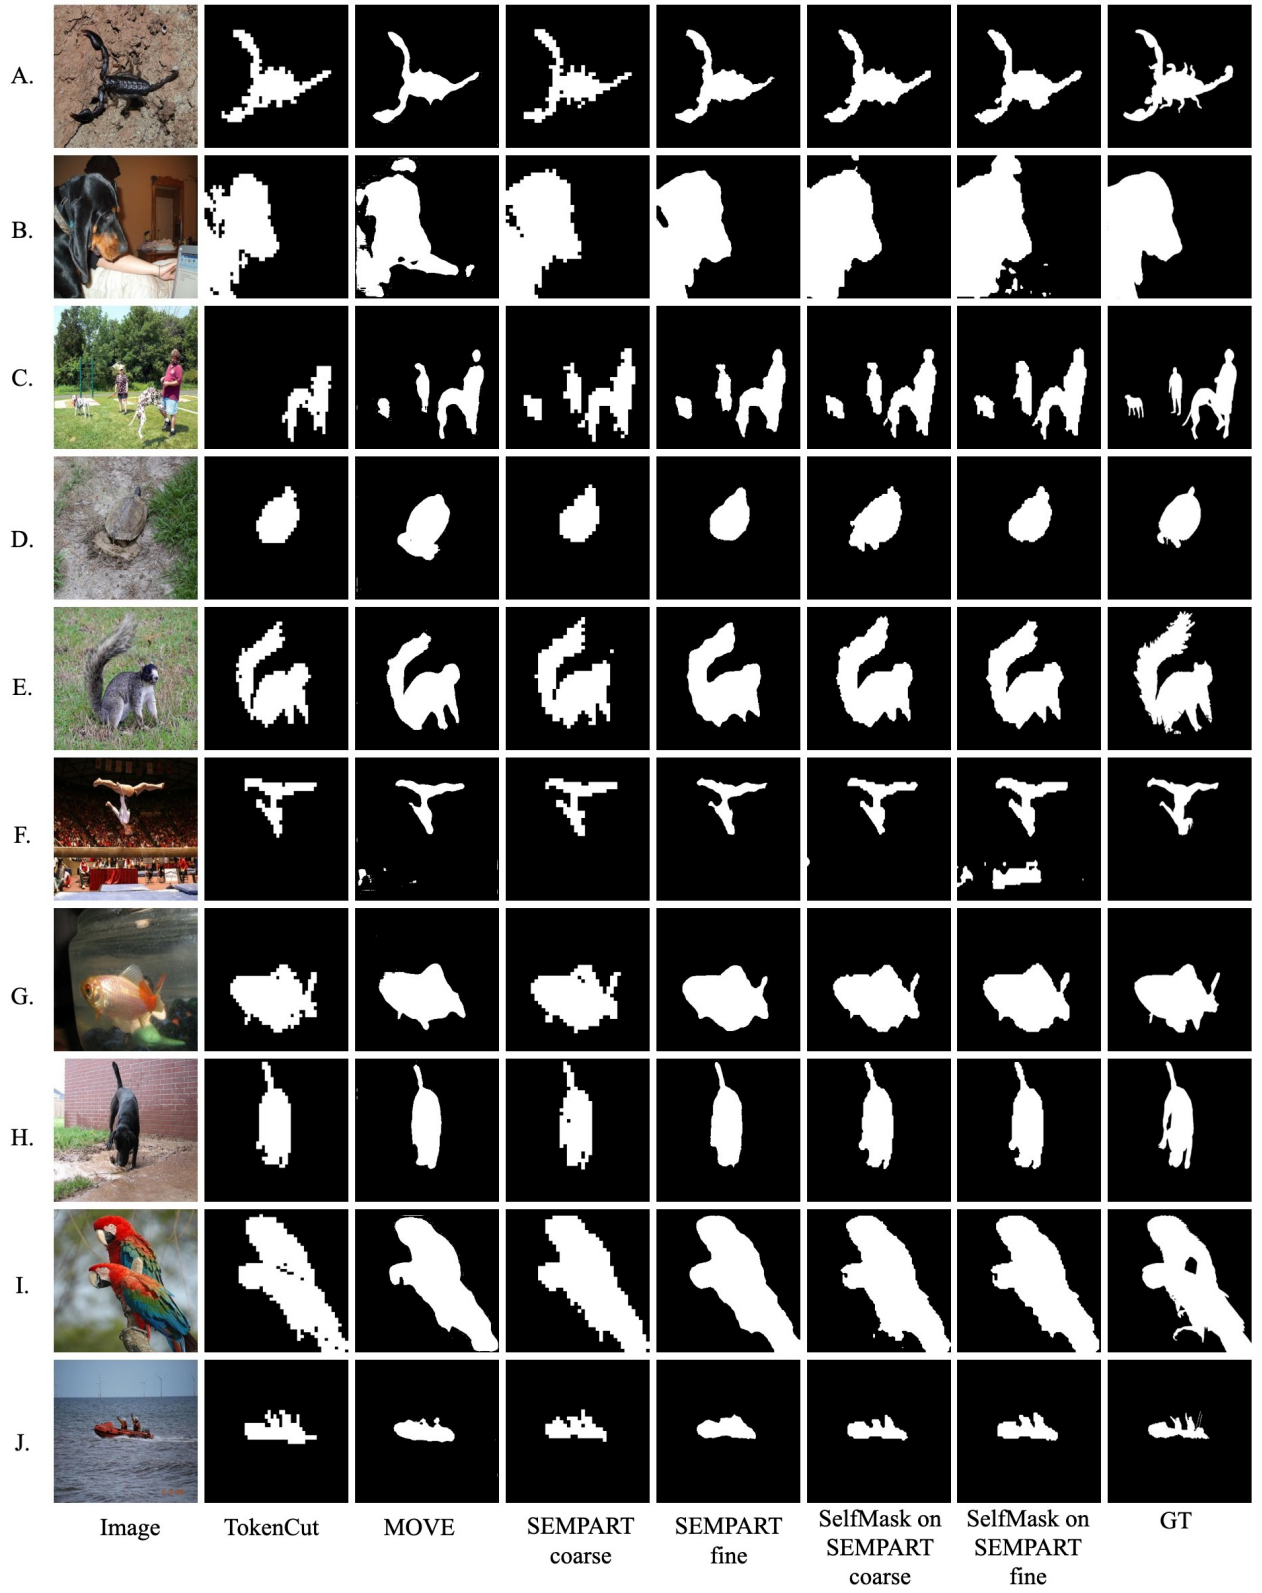 A.
B.
C.
D.
E.
F.
G.
H.
I.
J.
Image
TokenCut
MOVE
SEMPART
coarse
SEMPART
fine
SelfMask on
SEMPART
coarse
SelfMask on
SEMPART
fine
GT